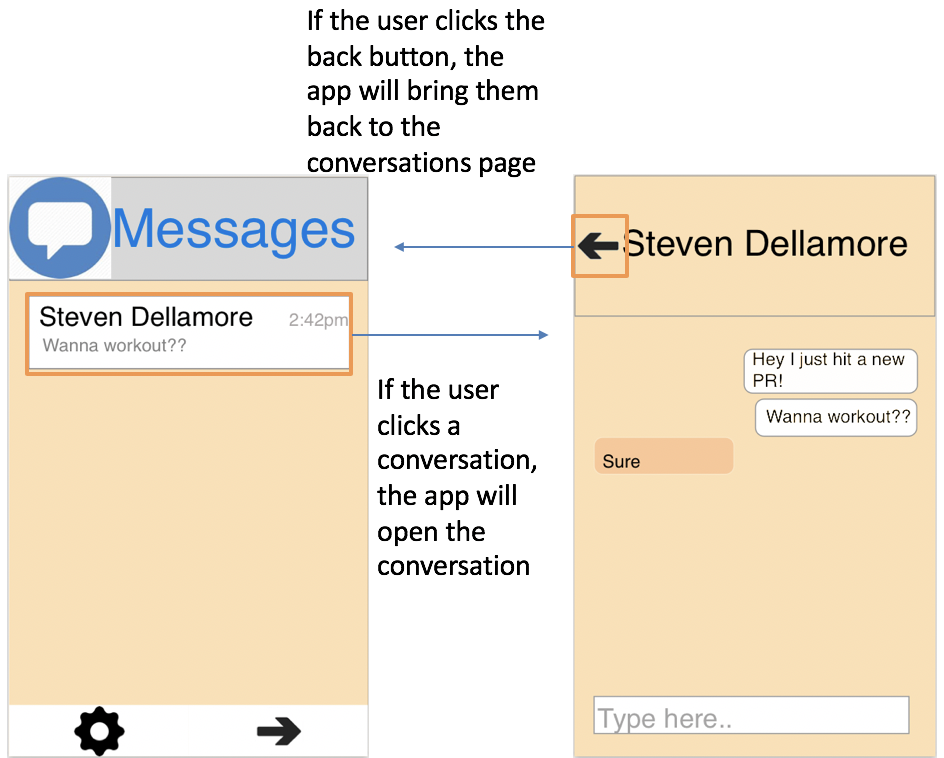 If the user clicks the
back button, the
app will bring them
back to the
conversations page
Messages
Steven Dellamore
2:42pm
Wanna workout??
If the user
clicks a
conversation,
the app will
open the
conversation
Steven Dellamore
Hey I just hit a new
PR!
Wanna workout??
Sure
Type here..